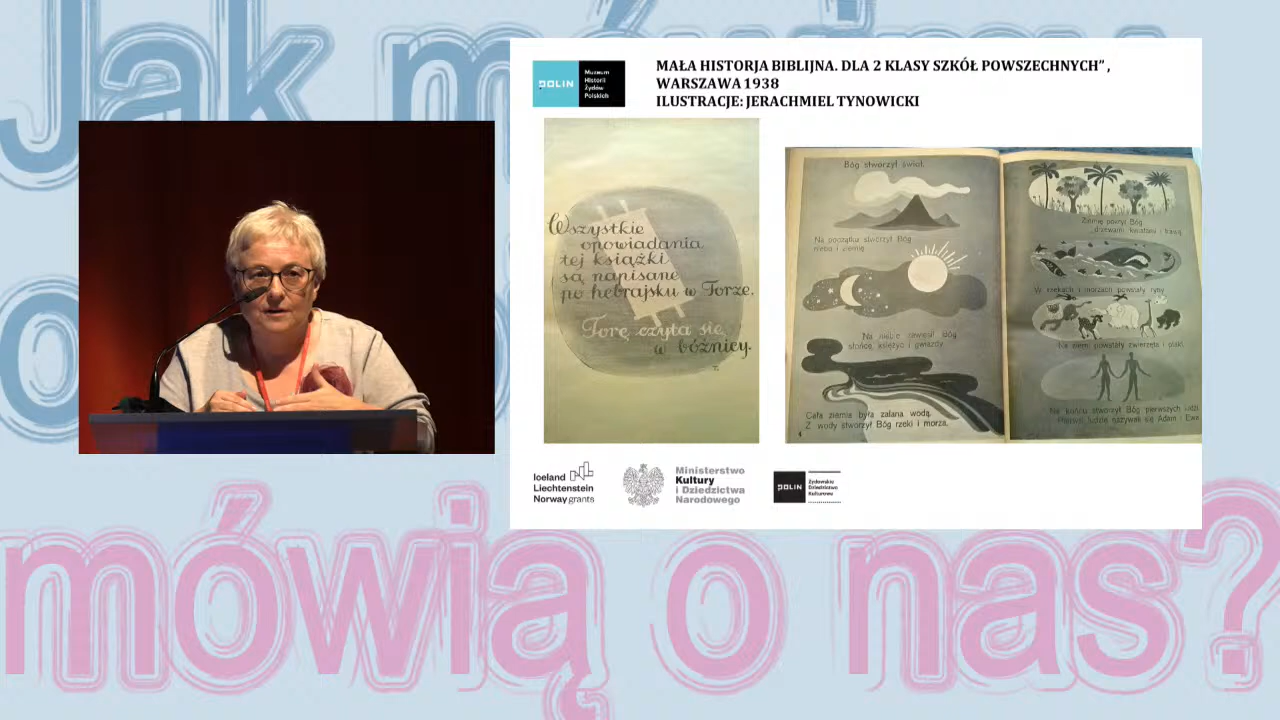 Jak mówimy
mówią o nas?
POLIN
Muzeum
Historii
Żydów
Polskich
MAŁA HISTORJA BIBLIJNA. DLA 2 KLASY SZKÓŁ POWSZECHNYCH”,
WARSZAWA 1938
ILUSTRACJE: JERACHMIEL TYNOWICKI
Wszystkie
opowiadania
tej książki
są napisane
po hebrajsku w Torze.
Torę czyta się
w bóżnicy.
Bóg stworzył świat.
Na początku stworzył Bóg
niebo i ziemię
Na niebie zawiesił Bóg
słońce, księżyc i gwiazdy.
Cała ziemia była zalana wodą.
Z wody stworzył Bóg rzeki i morza.
4
Ziemię pokrył Bóg
drzewami, kwiatami i trawą
W rzekach i morzach powstały ryby
Na ziemi powstały zwierzęta i ptaki.
Na końcu stworzył Bóg pierwszych ludzi
Pierwsi ludzie nazywali się Adam i Ewa
Iceland
Liechtenstein
Norway grants
Ministerstwo
Kultury
i Dziedzictwa
Narodowego
POLIN
Żydowskie
Dziedzictwo
Kulturowe